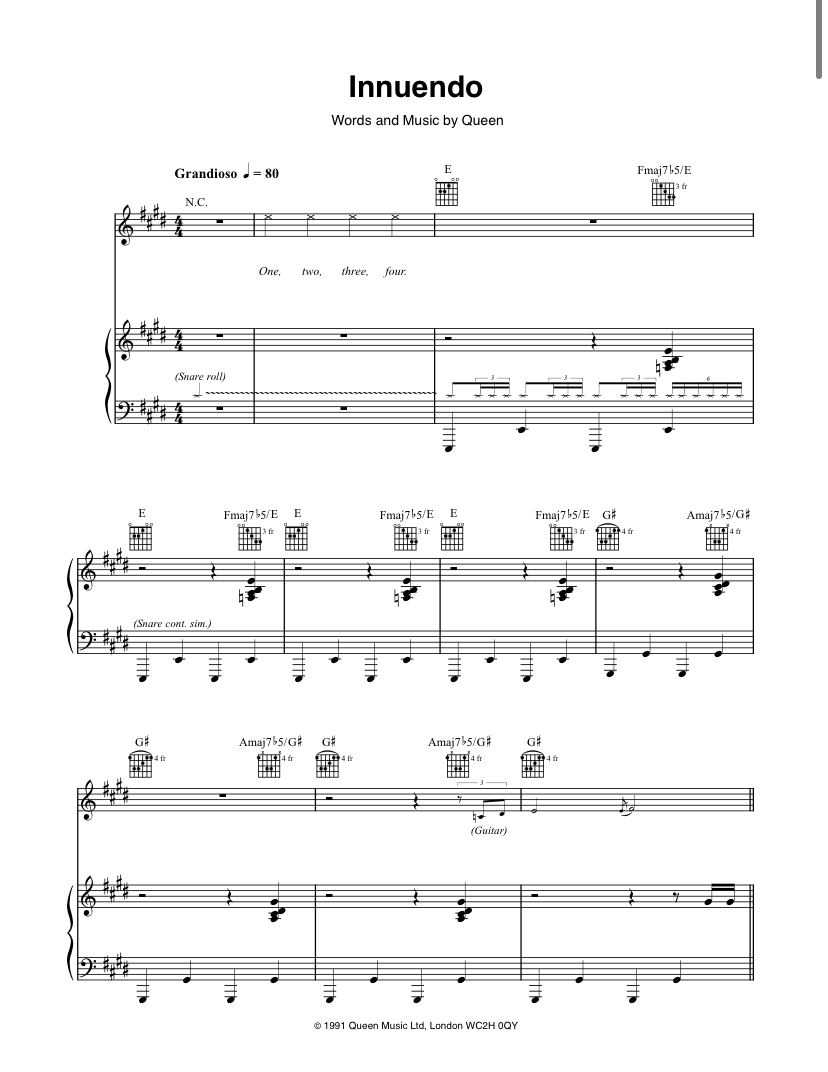 Innuendo
Words and Music by Queen
Grandioso ♩ = 80
E Fmaj7♭5/E
3 fr
N.C.
One, two, three, four.
(Snare roll)
3 3 3 6
E Fmaj7♭5/E E Fmaj7♭5/E E Fmaj7♭5/E G♯ Amaj7♭5/G♯
3 fr 3 fr 3 fr 4 fr 4 fr
(Snare cont. sim.)
G♯ Amaj7♭5/G♯ G♯ Amaj7♭5/G♯ G♯
4 fr 4 fr 4 fr 4 fr 4 fr
3
(Guitar)
© 1991 Queen Music Ltd, London WC2H 0QY